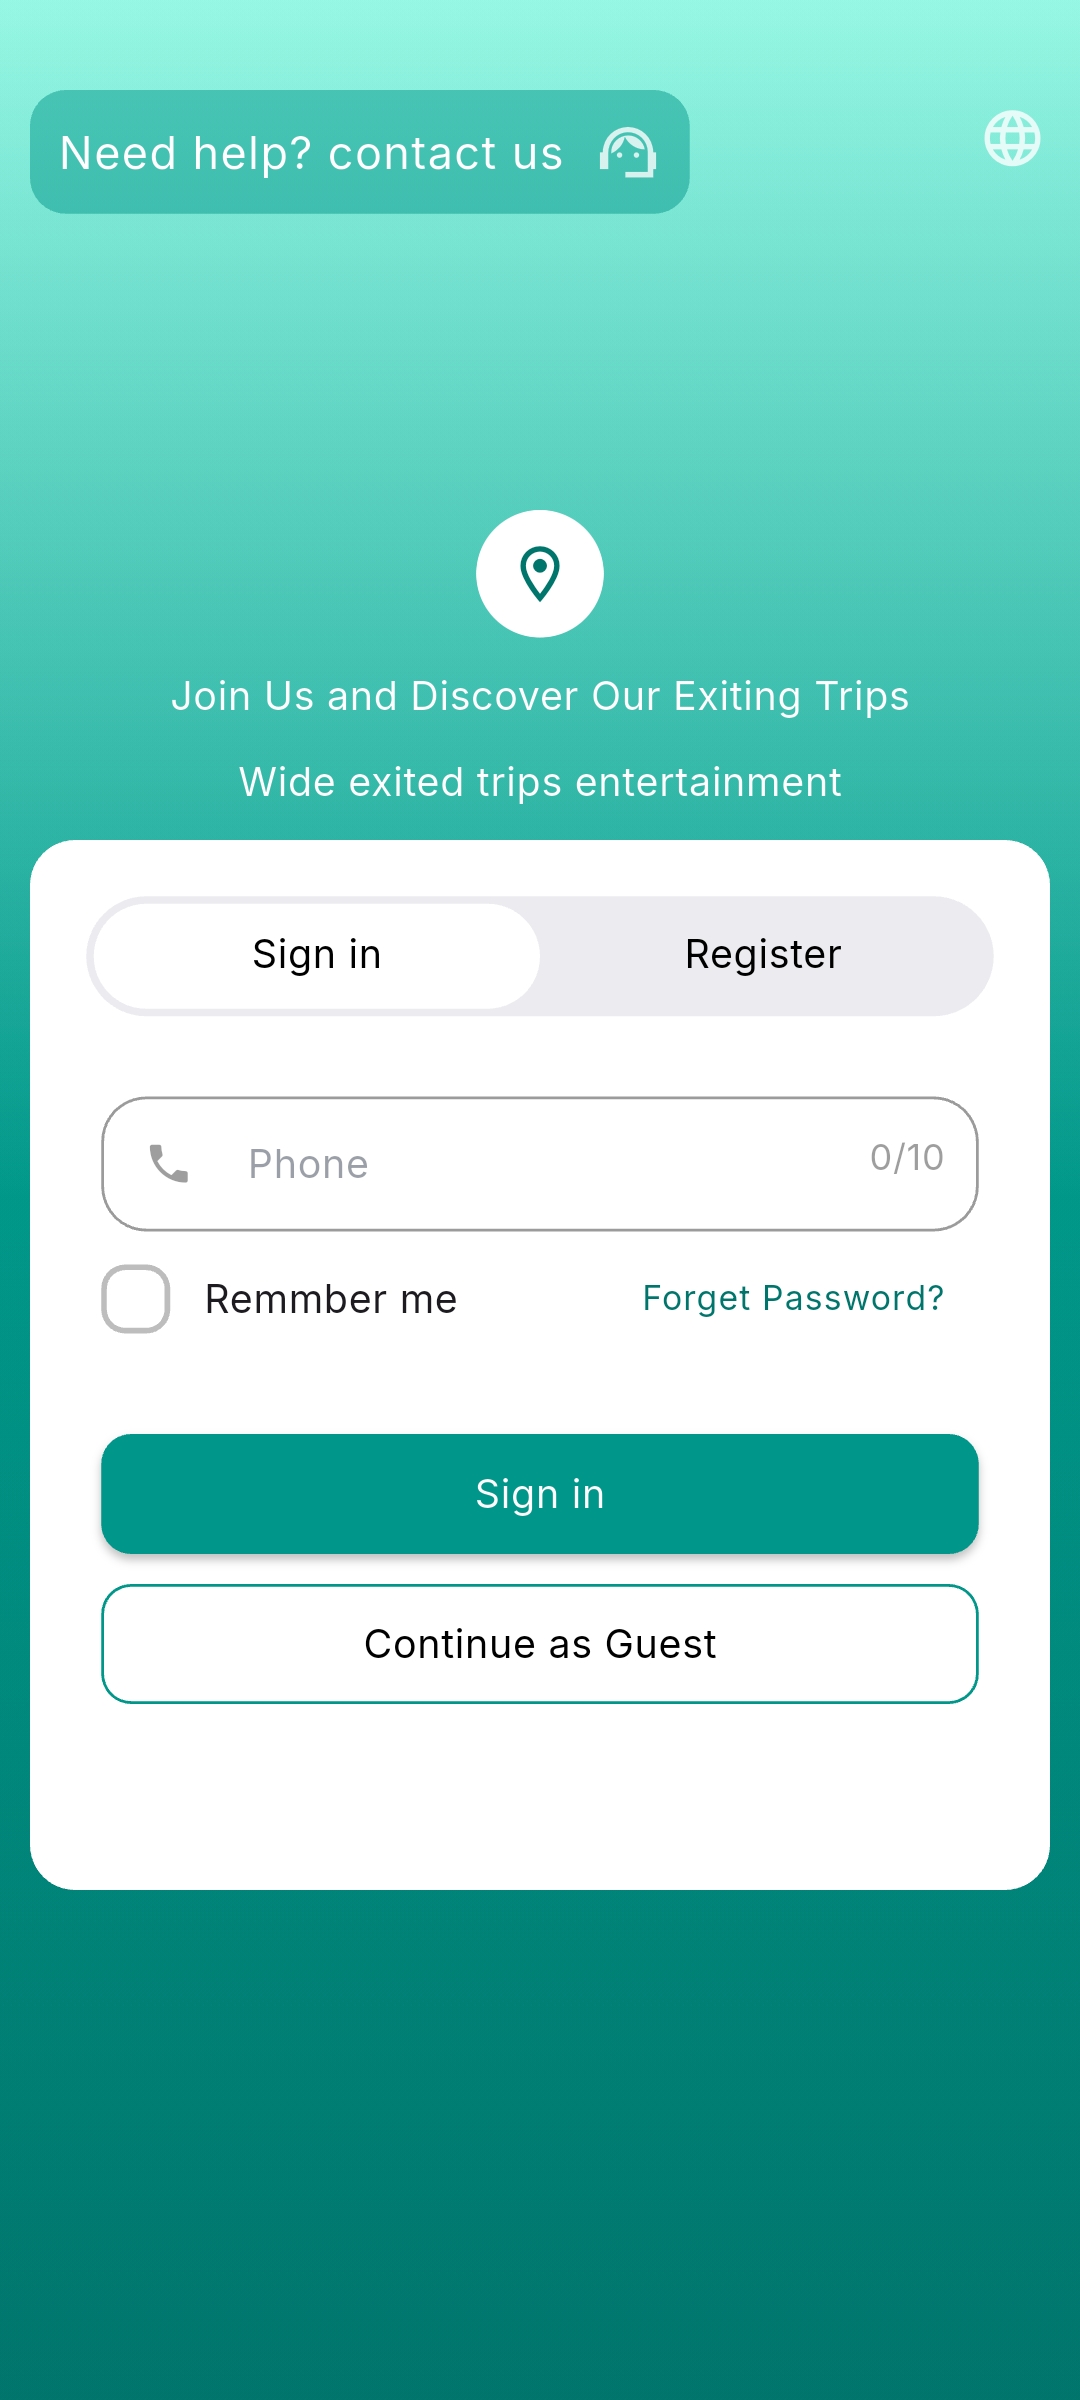 Need help? contact us
Join Us and Discover Our Exiting Trips
Wide exited trips entertainment
Sign in
Register
Phone
0/10
Remmber me
Forget Password?
Sign in
Continue as Guest